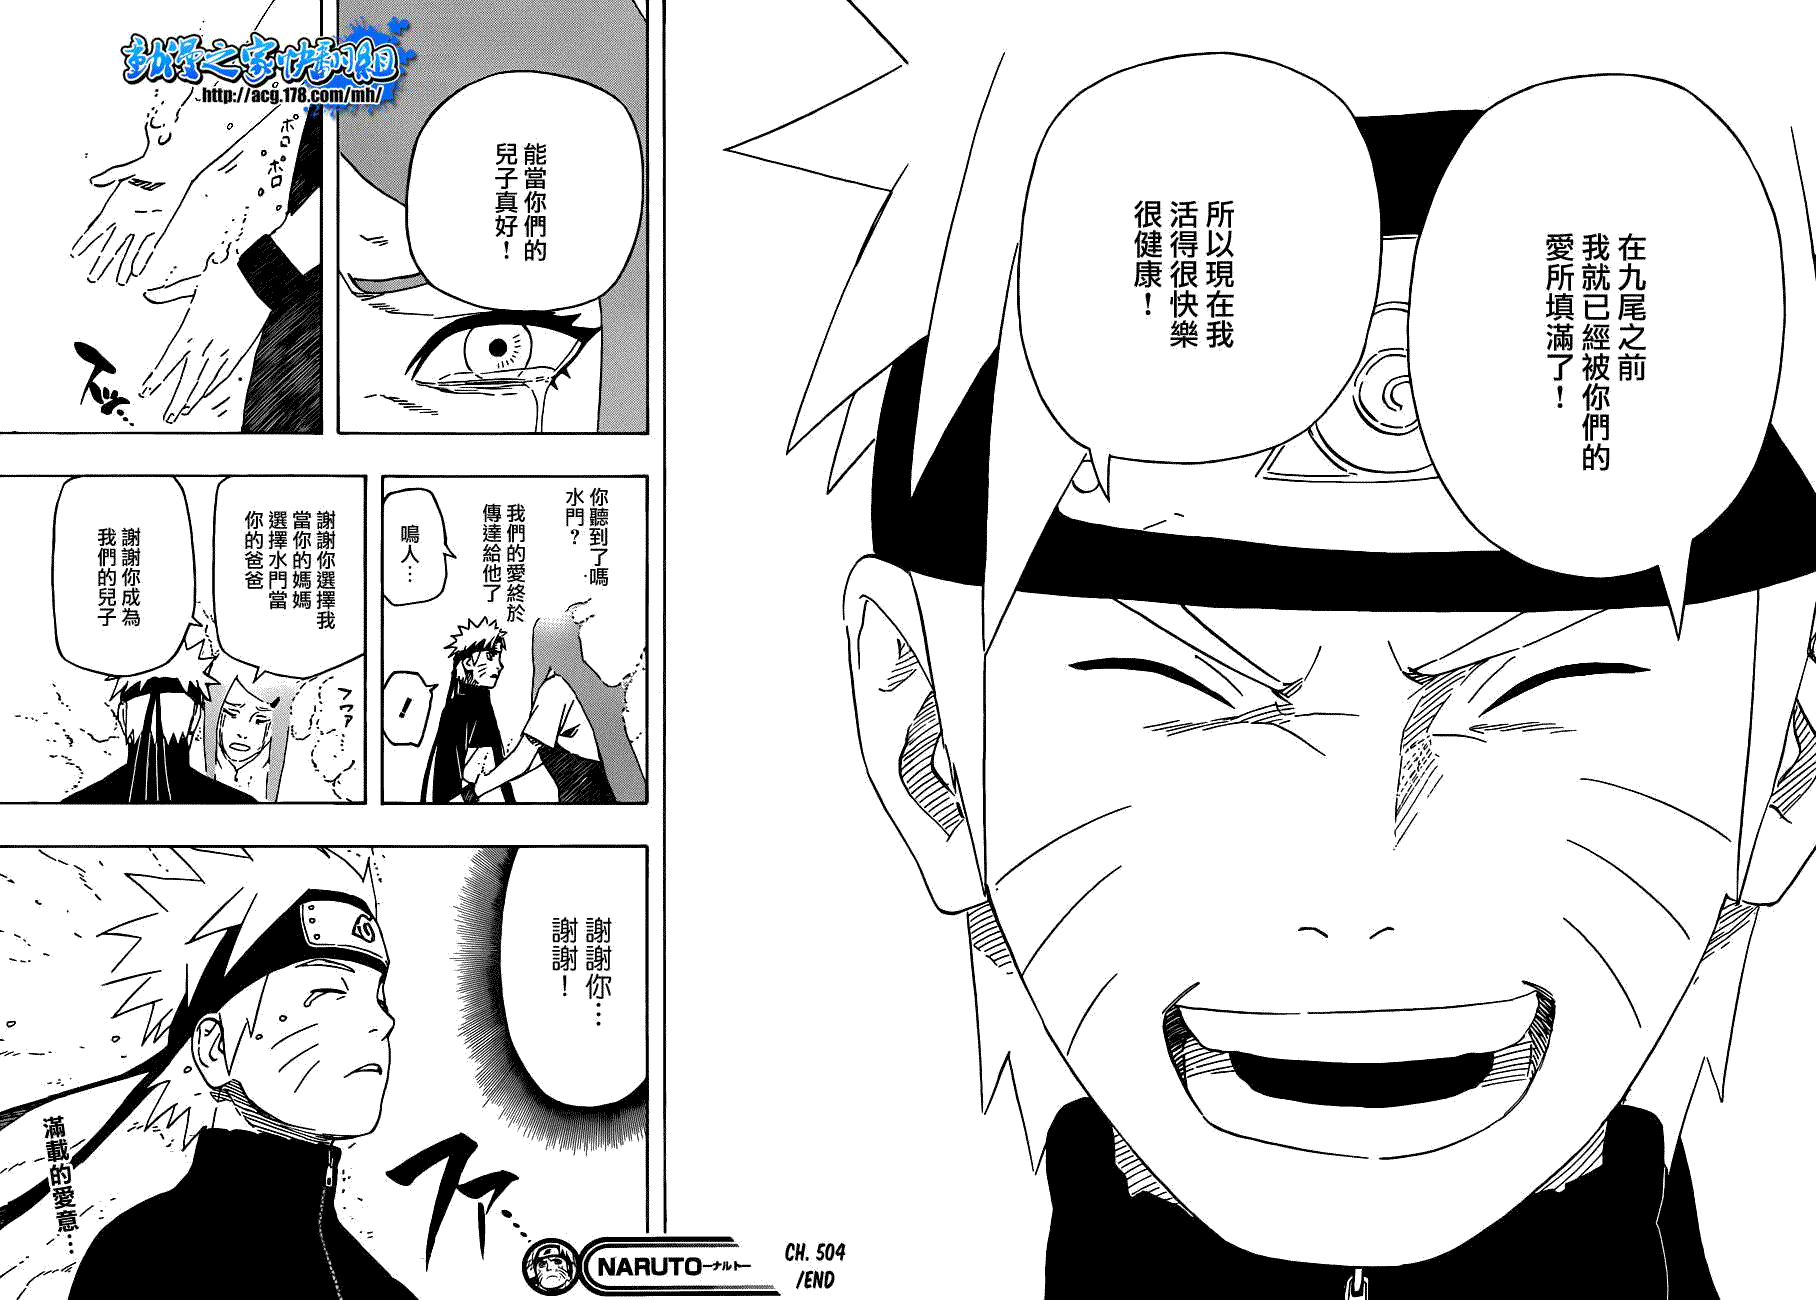 在九尾之前
我就已經被你們的
愛所填滿了！
所以現在我
活得很快樂
很健康！
動漫之家快翻組
http://acg.178.com/mh/
能當你們的
兒子真好！
ポロ
ポロ
スッ…
你聽到了嗎
水門？
我們的愛終於
傳達給他了
鳴人…
！
謝謝你選擇我
當你的媽媽
選擇水門當
你的爸爸
謝謝你成為
我們的兒子
フワァ
謝謝你…
謝謝！
フッ…
滿載的愛意…
NARUTO—ナルト—
CH. 504
/END